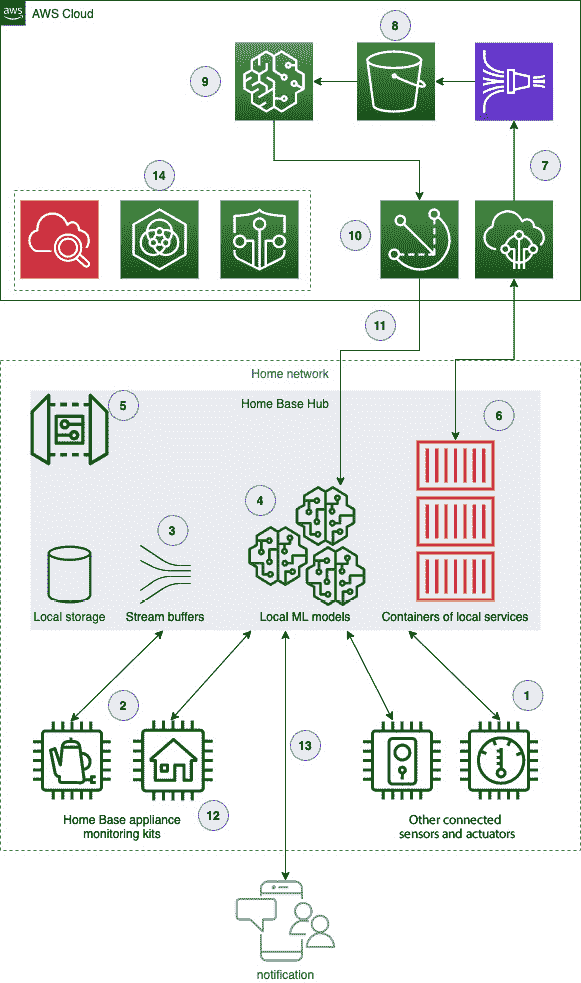 aws
AWS Cloud
8
9
7
14
10
11
Home network
Home Base Hub
5
6
4
3
Local storage
Stream buffers
Local ML models
Containers of local services
2
1
13
12
Home Base appliance
monitoring kits
Other connected
sensors and actuators
notification